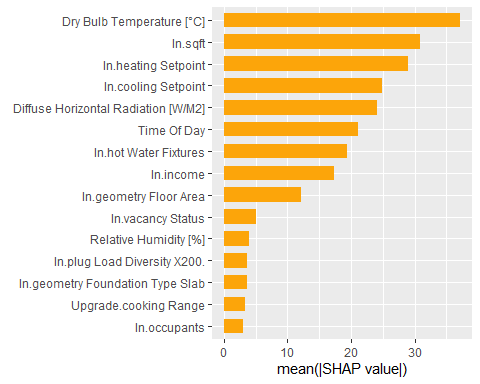 Dry Bulb Temperature [°C]
In.sqft
In.heating Setpoint
In.cooling Setpoint
Diffuse Horizontal Radiation [W/M2]
Time Of Day
In.hot Water Fixtures
In.income
In.geometry Floor Area
In.vacancy Status
Relative Humidity [%]
In.plug Load Diversity X200.
In.geometry Foundation Type Slab
Upgrade.cooking Range
In.occupants
0 10 20 30
mean(|SHAP value|)